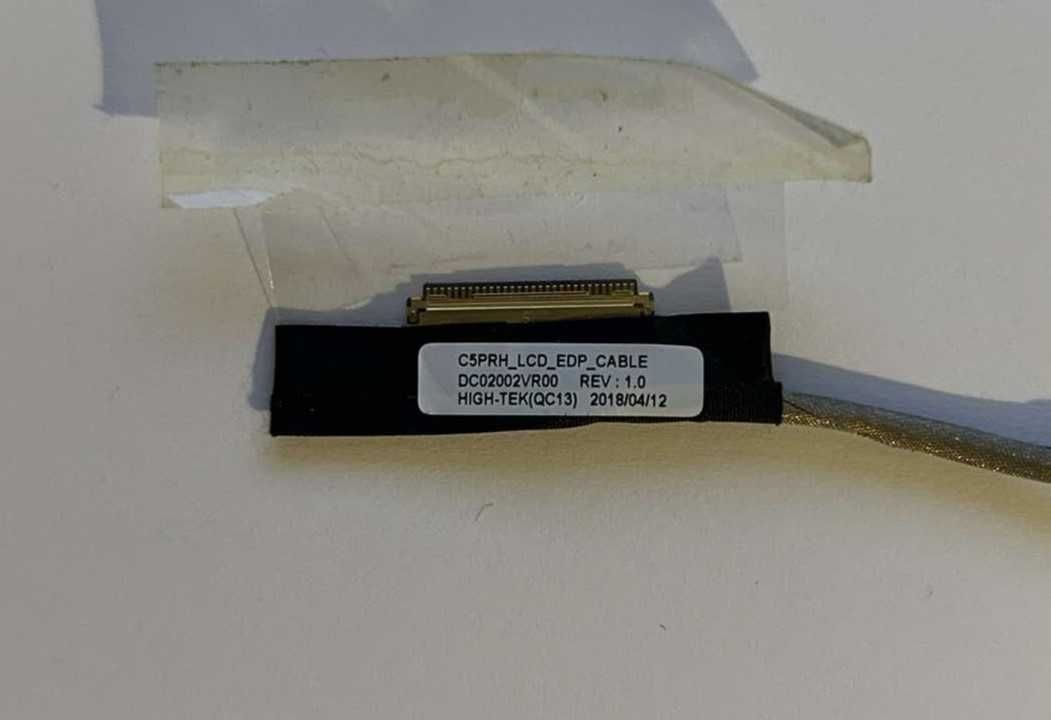 C5PRH_LCD_EDP_CABLE
DC02002VR00 REV : 1.0
HIGH-TEK(QC13) 2018/04/12